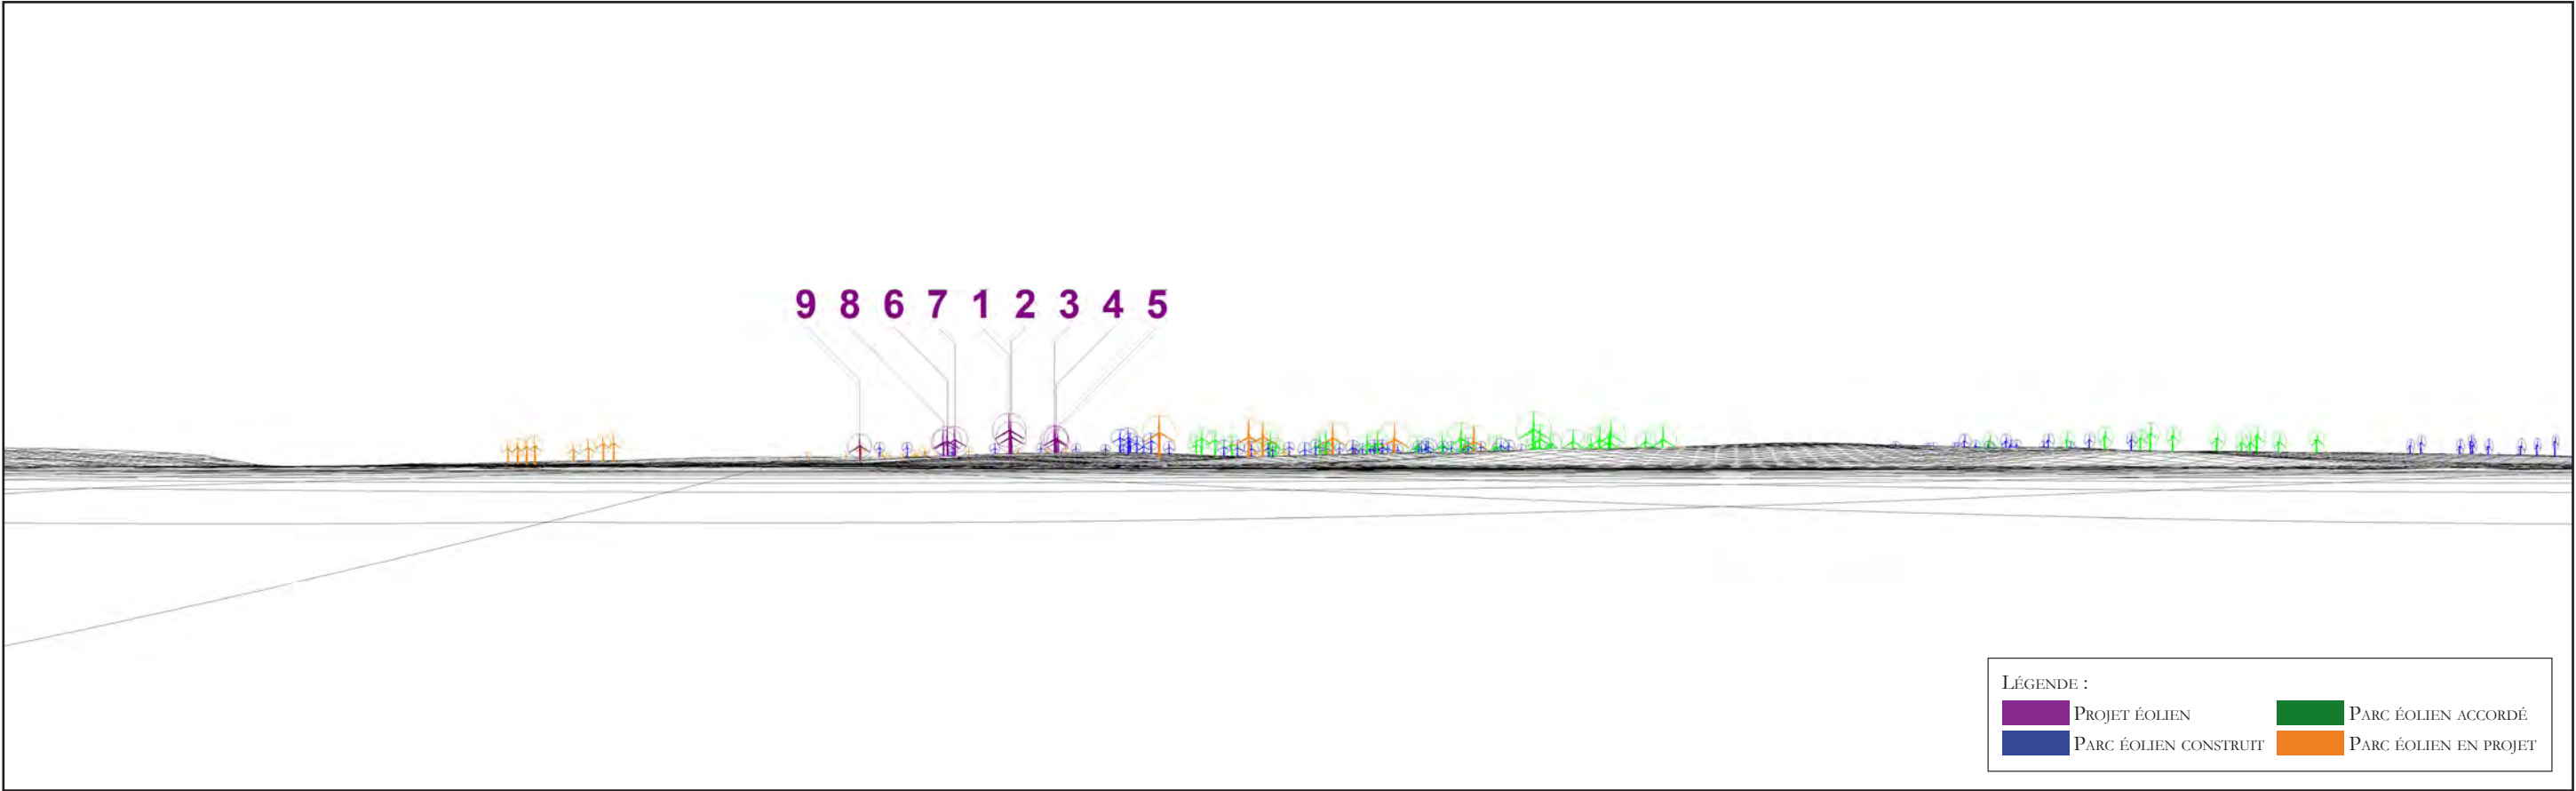 9 8 6 7 1 2 3 4 5
Légende :
Projet éolien
Parc éolien accordé
Parc éolien construit
Parc éolien en projet